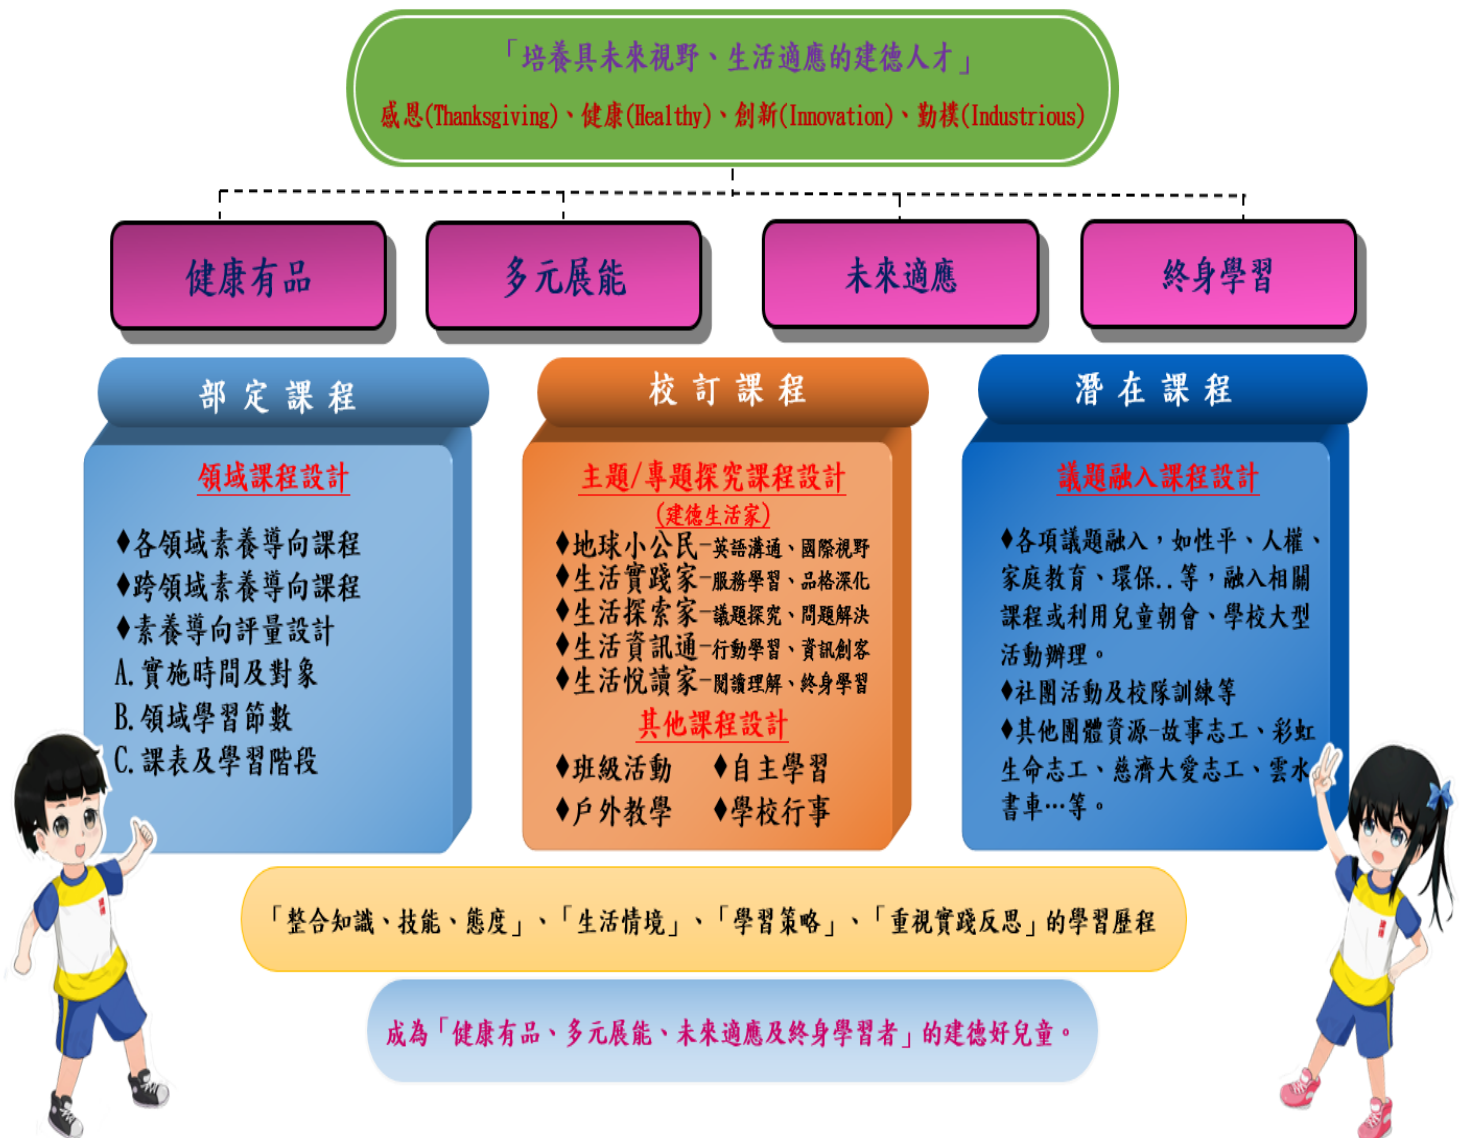 「培養具未來視野、生活適應的建德人才」
感恩(Thanksgiving)、健康(Healthy)、創新(Innovation)、勤樸(Industrious)
健康有品
多元展能
未來適應
終身學習
部定課程
領域課程設計
♦各領域素養導向課程
♦跨領域素養導向課程
♦素養導向評量設計
A.實施時間及對象
B.領域學習節數
C.課表及學習階段
校訂課程
主題/專題探究課程設計
(建德生活家)
♦地球小公民-英語溝通、國際視野
♦生活實踐家-服務學習、品格深化
♦生活探索家-議題探究、問題解決
♦生活資訊通-行動學習、資訊創客
♦生活悅讀家-閱讀理解、終身學習
其他課程設計
♦班級活動 ♦自主學習
♦戶外教學 ♦學校行事
潛在課程
議題融入課程設計
♦各項議題融入，如性平、人權、
家庭教育、環保..等，融入相關
課程或利用兒童朝會、學校大型
活動辦理。
♦社團活動及校隊訓練等
♦其他團體資源-故事志工、彩虹
生命志工、慈濟大愛志工、雲水
書車…等。
「整合知識、技能、態度」、「生活情境」、「學習策略」、「重視實踐反思」的學習歷程
成為「健康有品、多元展能、未來適應及終身學習者」的建德好兒童。